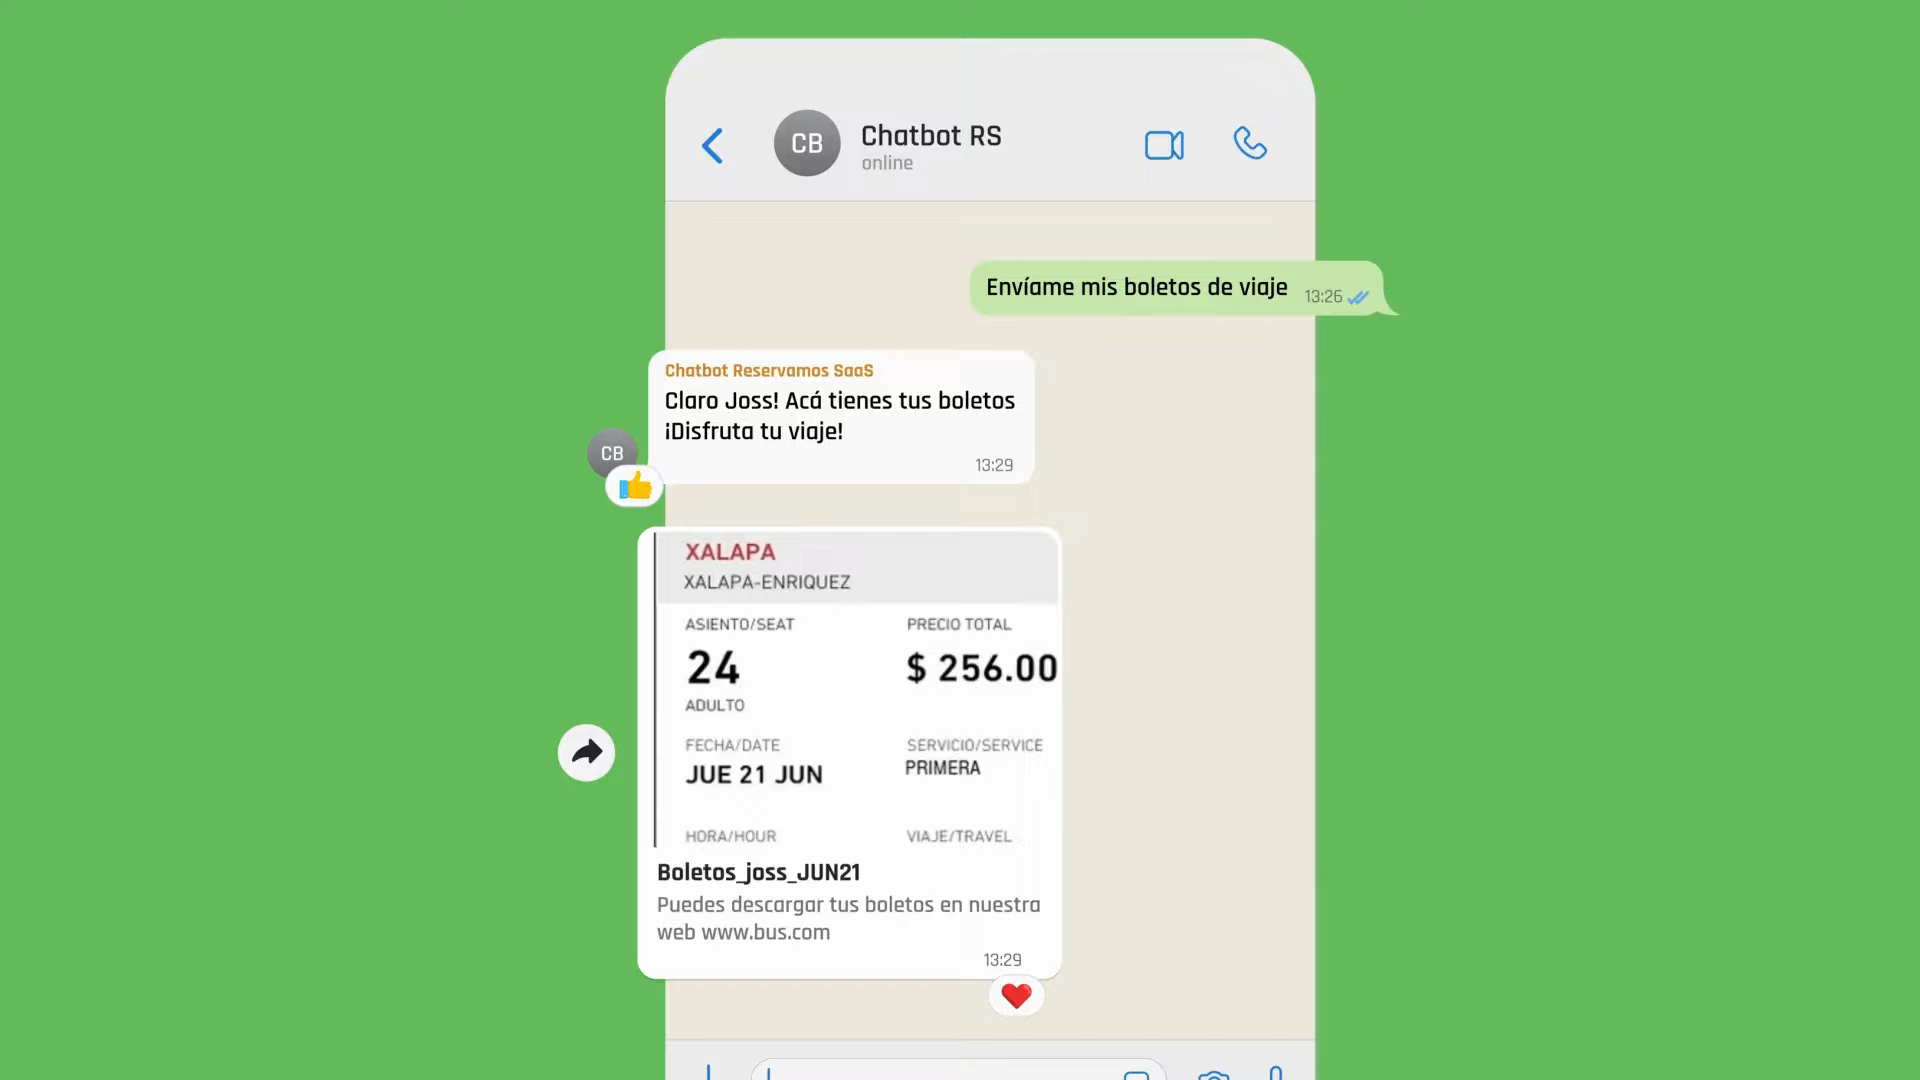 CB
Chatbot RS
online
Envíame mis boletos de viaje 13:26
Chatbot Reservamos SaaS
Claro Joss! Acá tienes tus boletos
¡Disfruta tu viaje!
13:29
CB
XALAPA
XALAPA-ENRIQUEZ
ASIENTO/SEAT PRECIO TOTAL
24 $ 256.00
ADULTO
FECHA/DATE SERVICIO/SERVICE
JUE 21 JUN PRIMERA
HORA/HOUR VIAJE/TRAVEL
Boletos_joss_JUN21
Puedes descargar tus boletos en nuestra
web www.bus.com
13:29